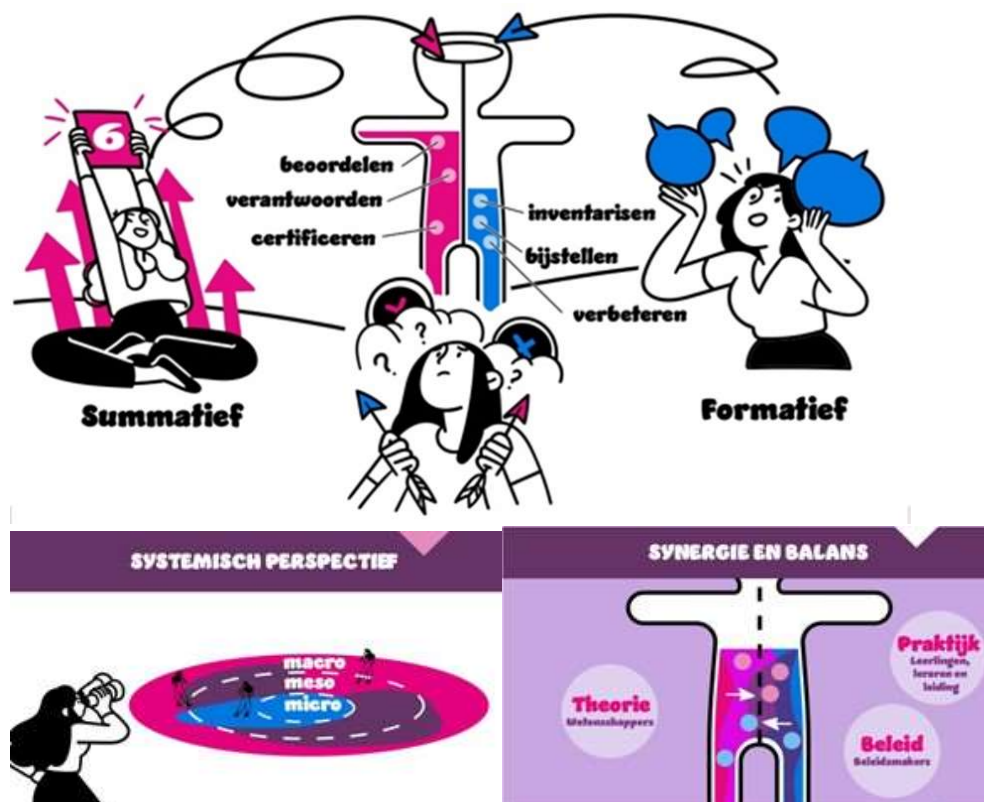 6
beoordelen
verantwoorden
certificeren
inventarisen
bijstellen
verbeteren
?
?
?
Summatief
Formatief
SYSTEMISCH PERSPECTIEF
macro
meso
micro
SYNERGIE EN BALANS
Theorie
Wetenschappers
Praktijk
Leerlingen,
leraren en
leiding
Beleid
Beleidsmakers